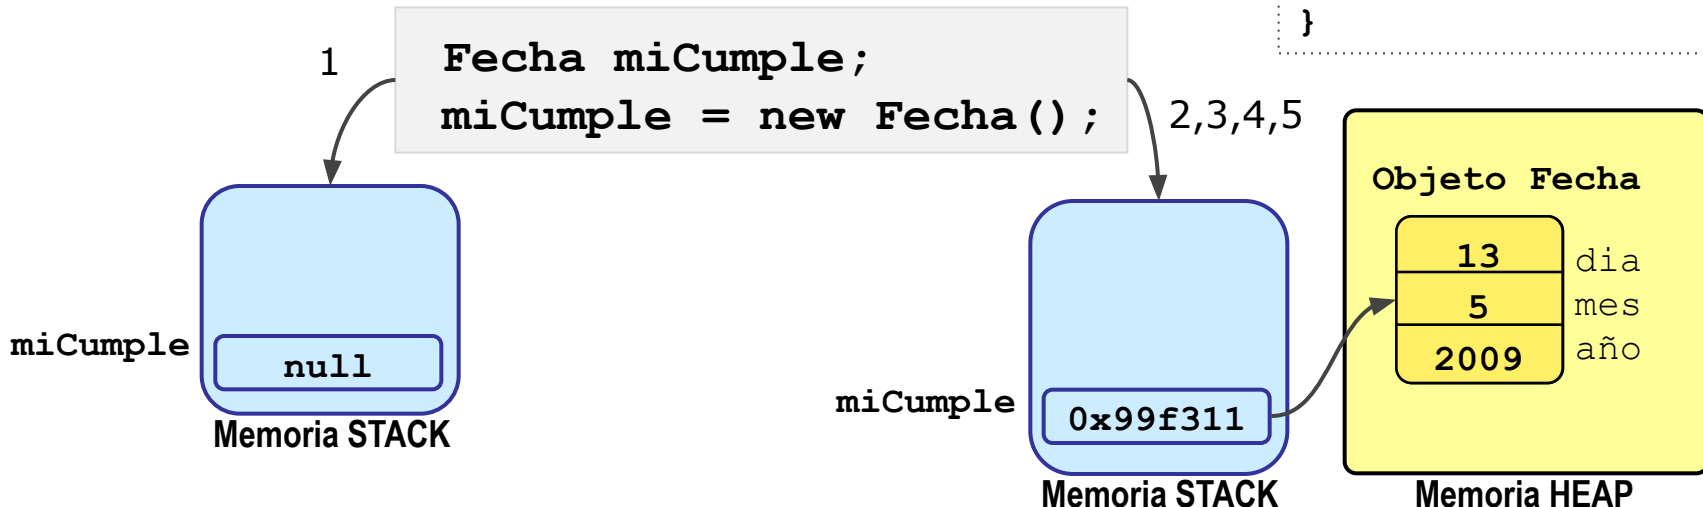 }
1
Fecha miCumple;
miCumple = new Fecha();
2,3,4,5
miCumple
null
Memoria STACK
miCumple
0x99f311
Memoria STACK
Objeto Fecha
13 dia
5 mes
2009 año
Memoria HEAP